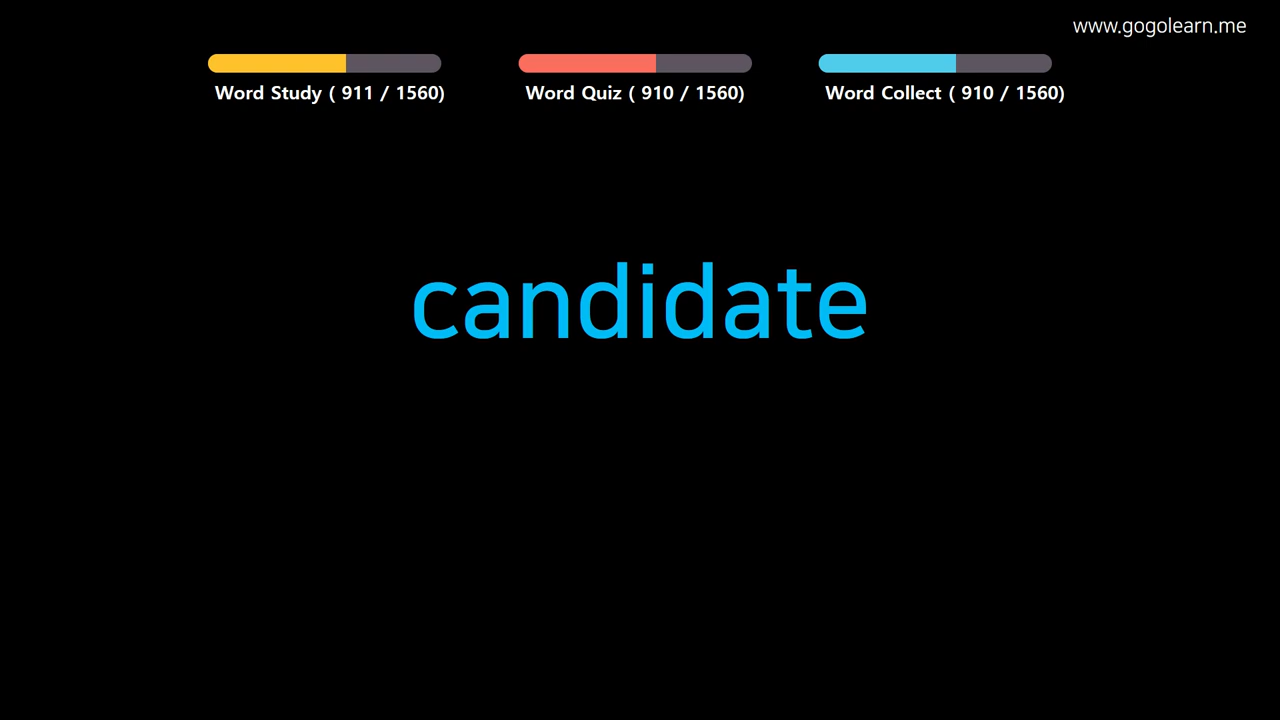 www.gogolearn.me
Word Study ( 911 / 1560)
Word Quiz ( 910 / 1560)
Word Collect ( 910 / 1560)
candidate